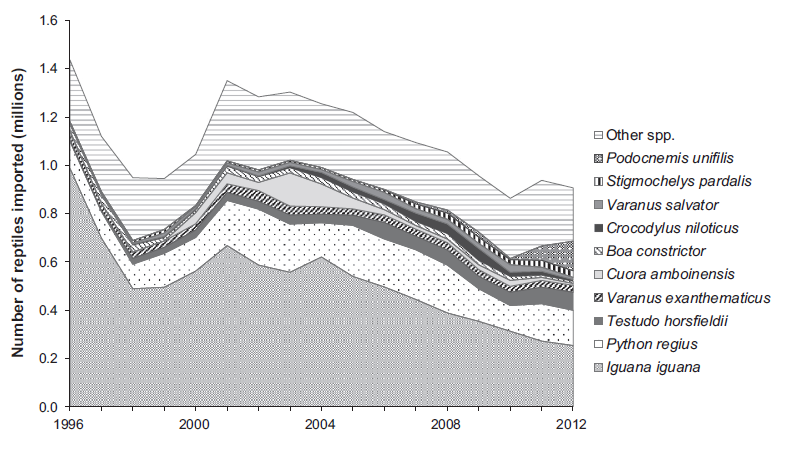 Number of reptiles imported (millions)
1.6
1.4
1.2
1.0
0.8
0.6
0.4
0.2
0.0
1996
2000
2004
2008
2012
Other spp.
Podocnemis unifilis
Stigmochelys pardalis
Varanus salvator
Crocodylus niloticus
Boa constrictor
Cuora amboinensis
Varanus exanthematicus
Testudo horsfieldii
Python regius
Iguana iguana